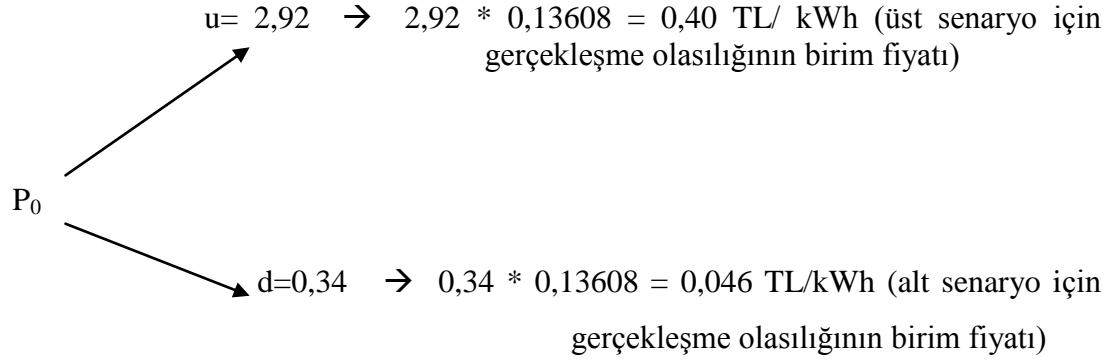 u= 2,92 → 2,92 * 0,13608 = 0,40 TL/ kWh (üst senaryo için
gerçekleşme olasılığının birim fiyatı)
P₀
d=0,34 → 0,34 * 0,13608 = 0,046 TL/kWh (alt senaryo için
gerçekleşme olasılığının birim fiyatı)